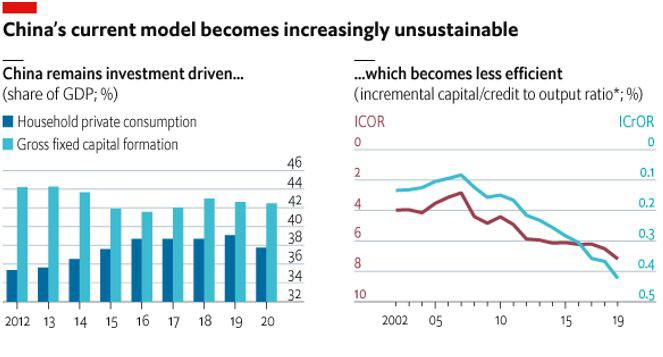 China's current model becomes increasingly unsustainable
China remains investment driven...
(share of GDP; %)
Household private consumption
Gross fixed capital formation
46
44
42
40
38
36
34
32
2012 13 14 15 16 17 18 19 20
...which becomes less efficient
(incremental capital/credit to output ratio*; %)
ICOR ICrOR
0 0
2 0.1
4 0.2
6 0.3
8 0.4
10 0.5
2002 05 10 15 19